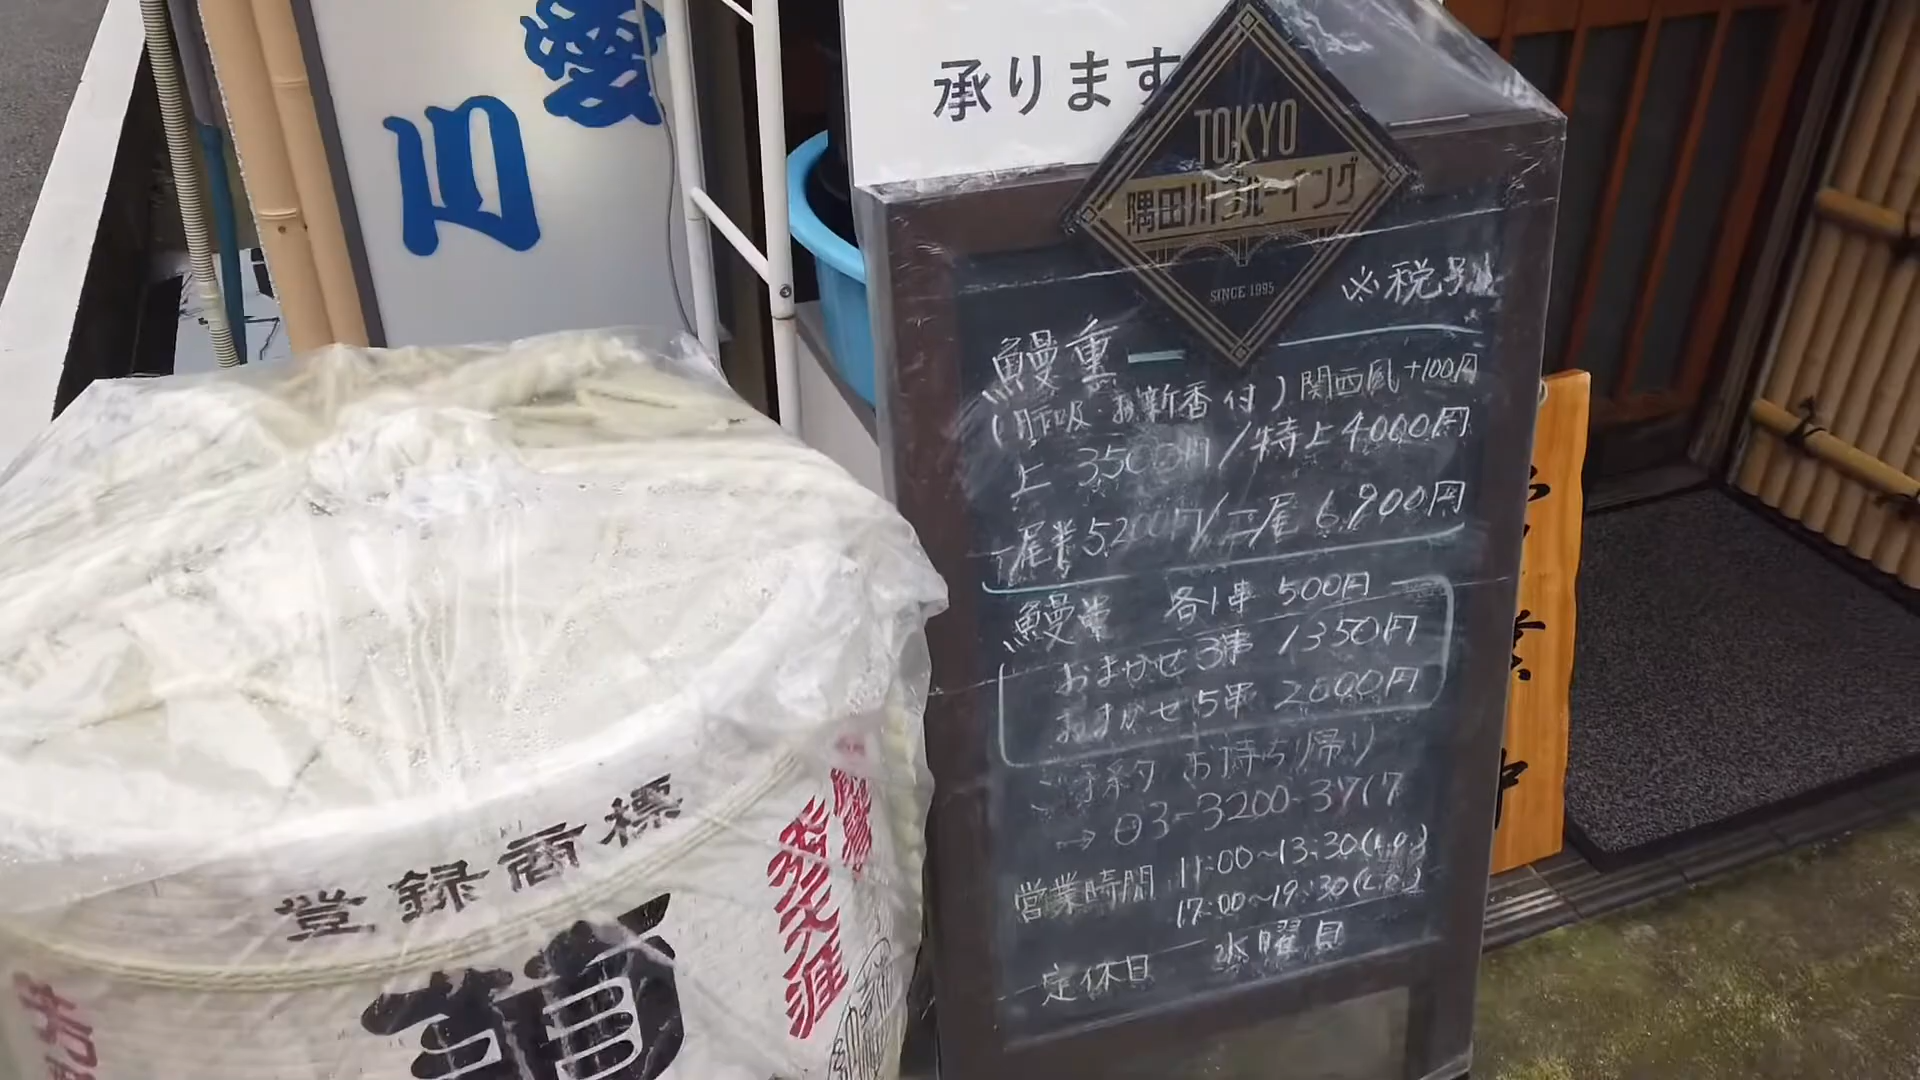 愛
川
承ります
TOKYO
隅田川ブルーイング
SINCE 1995
※税別
鰻重
(肝吸・お新香付) 関西風+100円
上 3500円/特上4000円
一尾半5,200円/二尾 6,900円
鰻串 各1串 500円
おまかせ3串 1350円
おまかせ5串 2000円
ご予約 お持ち帰り
→ 03-3200-3717
営業時間 11:00~13:30(L.O.)
17:00~19:30(L.O.)
定休日 水曜日
登録商標